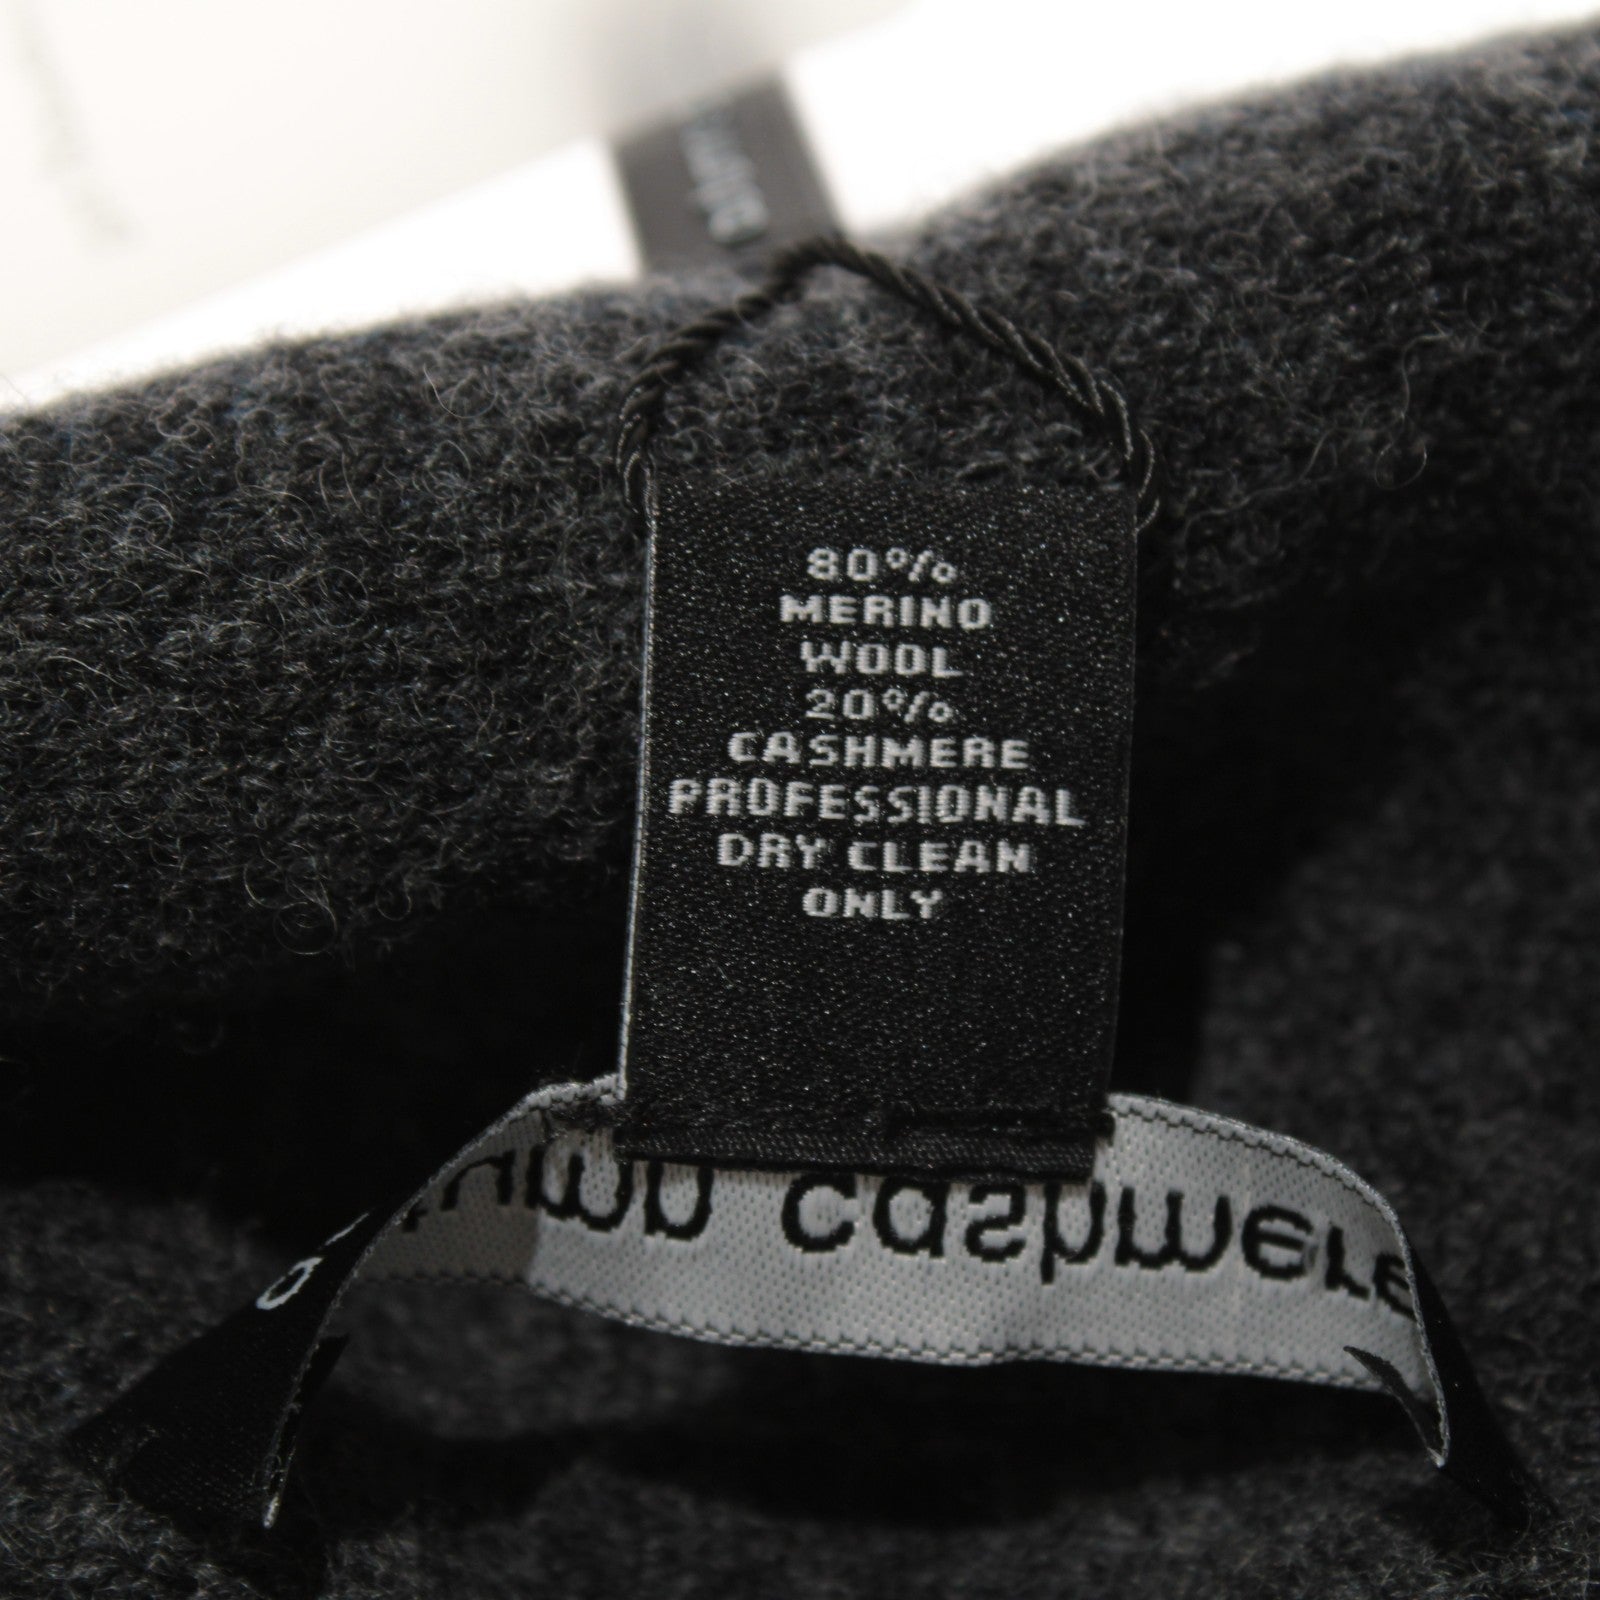 80%
MERINO
WOOL
20%
CASHMERE
PROFESSIONAL
DRY CLEAN
ONLY
cashmere